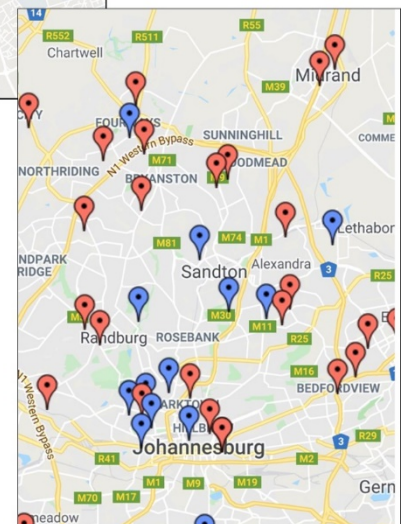 14
R552
R511
R55
Chartwell
Midrand
M39
SUNNINGHILL
N1 Western Bypass
M71
NORTHRIDING
BRYANSTON
M81
M74
M1
Lethabo
Sandton
Alexandra
3
R25
M30
M11
Randburg
ROSEBANK
R25
M16
BEDFORDVIEW
N1 Western Bypass
Johannesburg
3
R29
R41
M2
Germ
M1
M9
M19
M70
M17
meadow